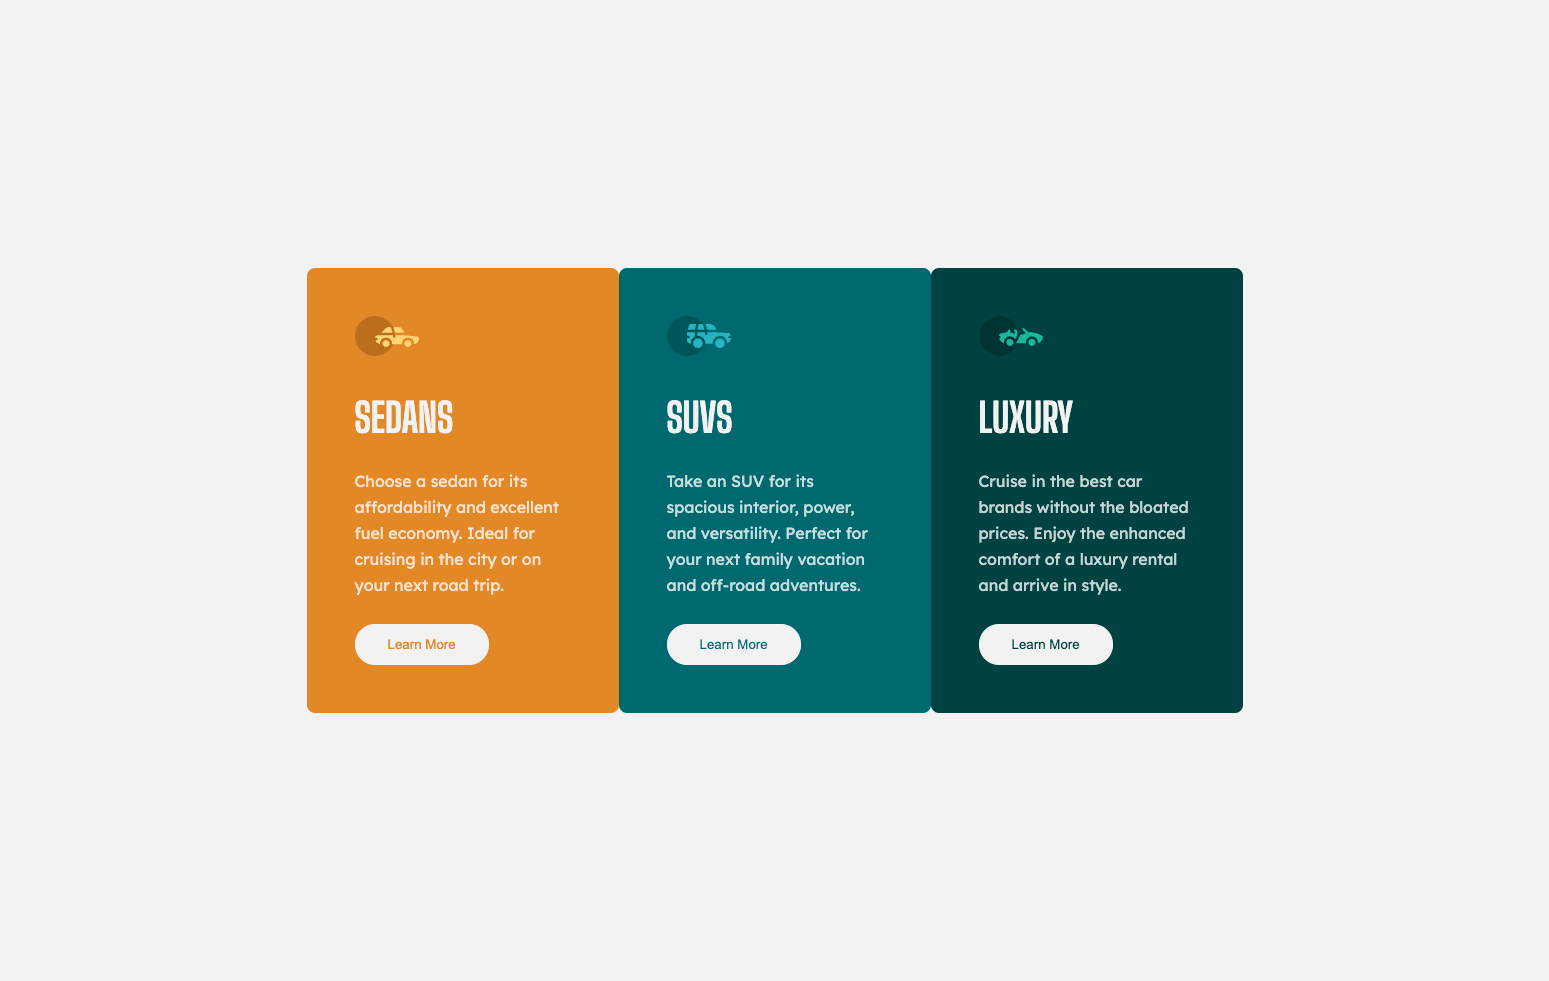 SEDANS
Choose a sedan for its
affordability and excellent
fuel economy. Ideal for
cruising in the city or on
your next road trip.
Learn More
SUVS
Take an SUV for its
spacious interior, power,
and versatility. Perfect for
your next family vacation
and off-road adventures.
Learn More
LUXURY
Cruise in the best car
brands without the bloated
prices. Enjoy the enhanced
comfort of a luxury rental
and arrive in style.
Learn More